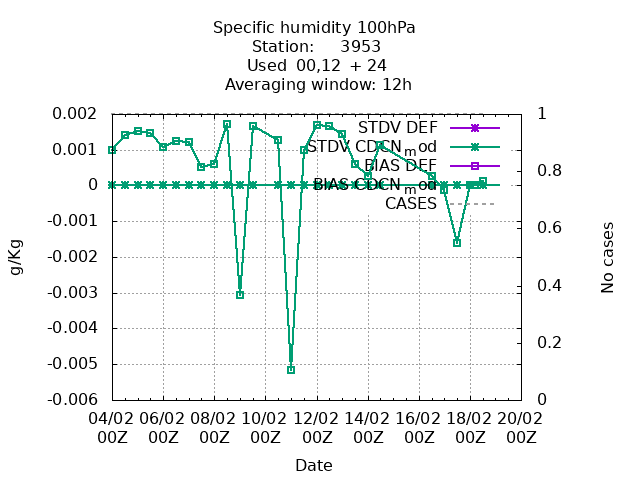 Specific humidity 100hPa
Station: 3953
Used 00,12 + 24
Averaging window: 12h
0.002
0.001
0
-0.001
-0.002
-0.003
-0.004
-0.005
-0.006
g/Kg
STDV DEF
STDV CDCN_mod
BIAS DEF
BIAS CDCN_mod
CASES
1
0.8
0.6
0.4
0.2
0
No cases
04/02 06/02 08/02 10/02 12/02 14/02 16/02 18/02 20/02
00Z 00Z 00Z 00Z 00Z 00Z 00Z 00Z 00Z
Date